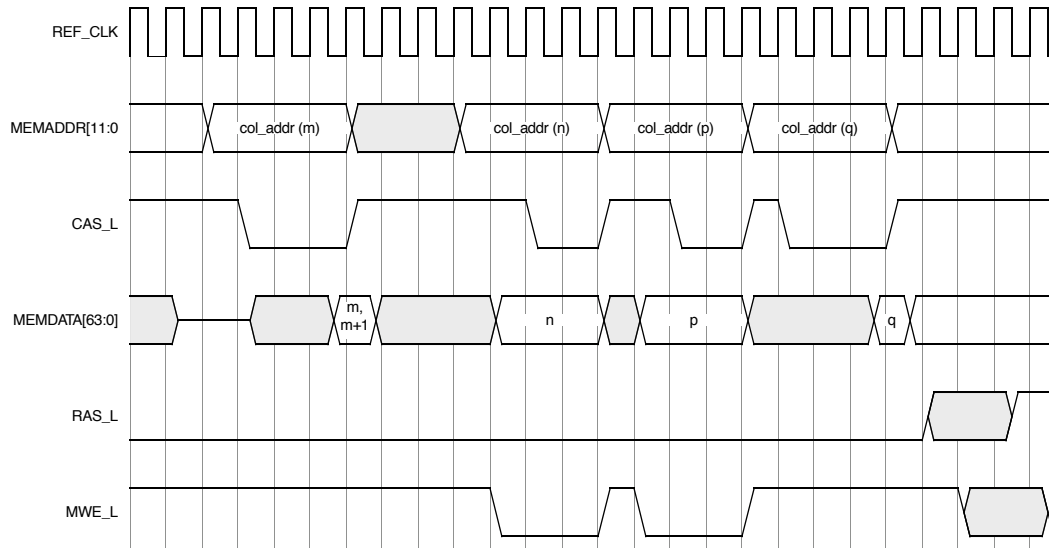 REF_CLK
MEMADDR[11:0
col_addr (m)
col_addr (n)
col_addr (p)
col_addr (q)
CAS_L
MEMDATA[63:0]
m,
m+1
n
p
q
RAS_L
MWE_L